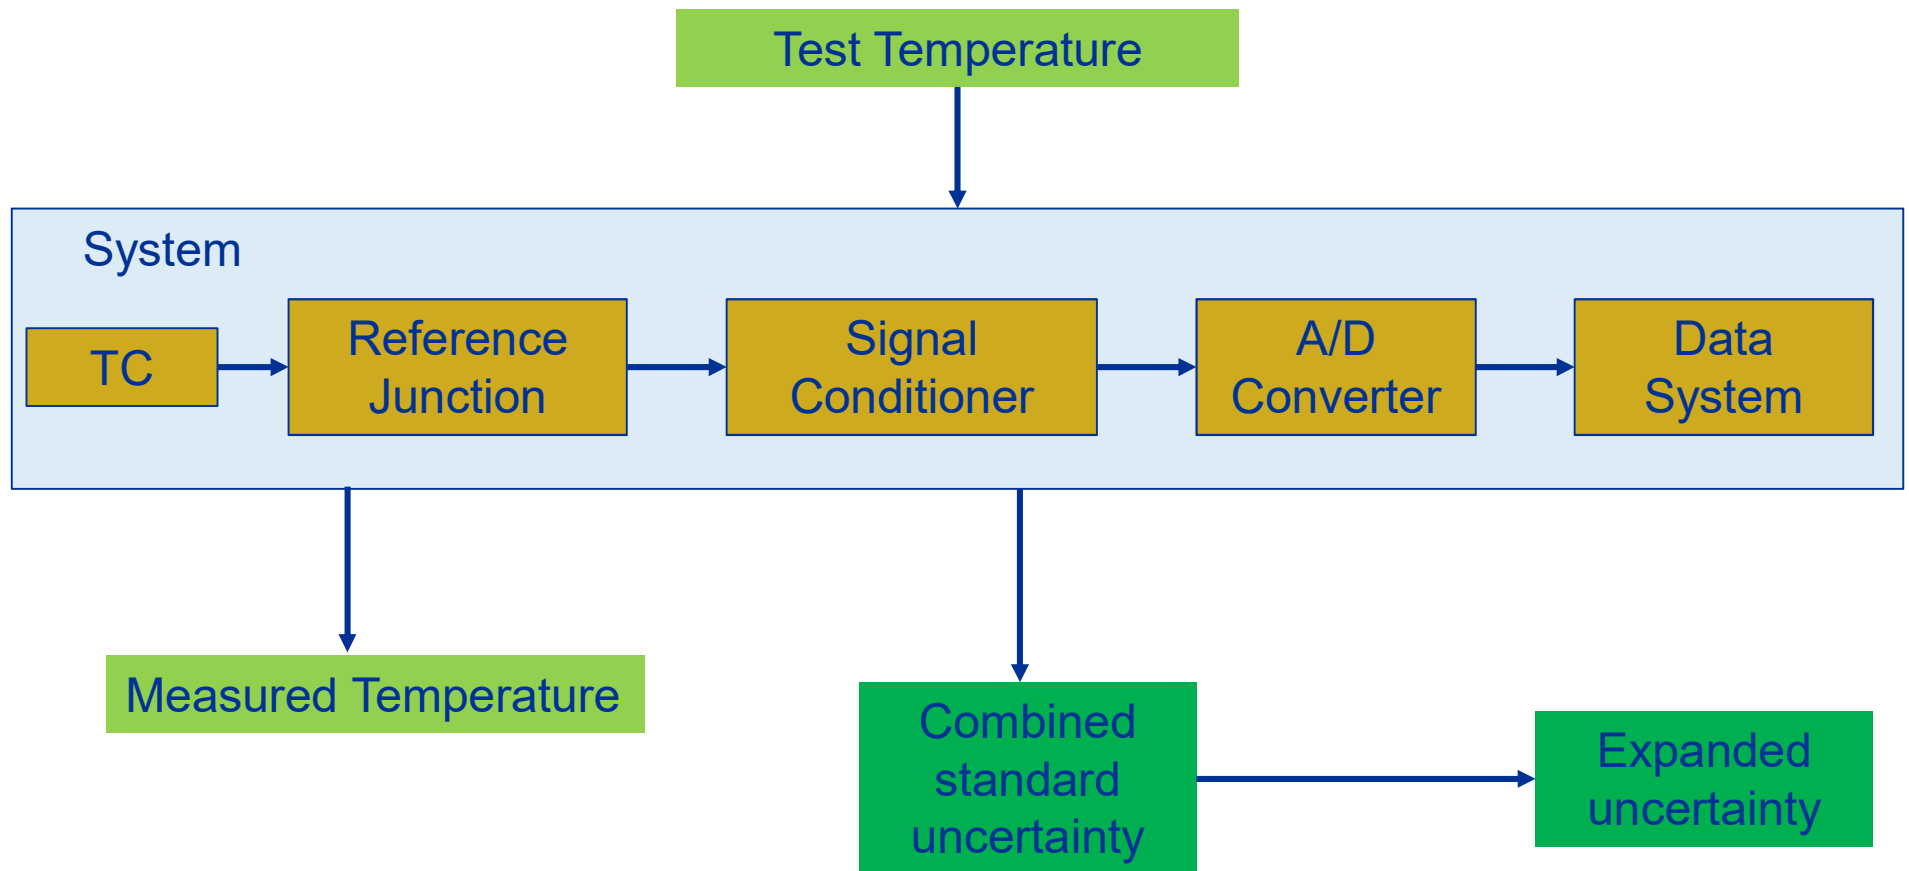 Test Temperature
System
TC
Reference
Junction
Signal
Conditioner
A/D
Converter
Data
System
Measured Temperature
Combined
standard
uncertainty
Expanded
uncertainty